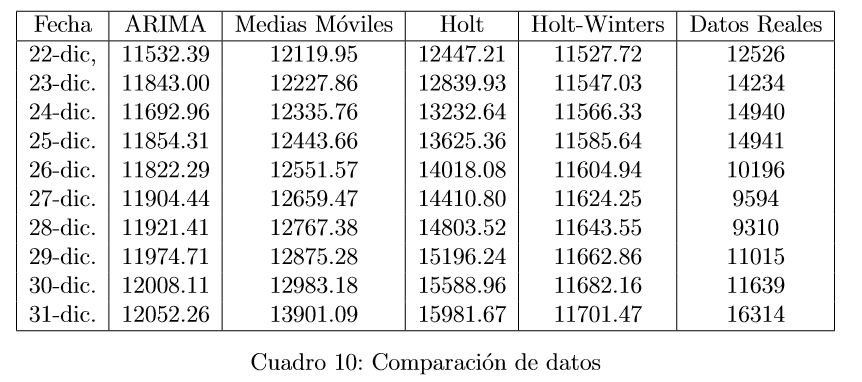 Fecha ARIMA Medias Móviles Holt Holt-Winters Datos Reales
22-dic, 11532.39 12119.95 12447.21 11527.72 12526
23-dic. 11843.00 12227.86 12839.93 11547.03 14234
24-dic. 11692.96 12335.76 13232.64 11566.33 14940
25-dic. 11854.31 12443.66 13625.36 11585.64 14941
26-dic. 11822.29 12551.57 14018.08 11604.94 10196
27-dic. 11904.44 12659.47 14410.80 11624.25 9594
28-dic. 11921.41 12767.38 14803.52 11643.55 9310
29-dic. 11974.71 12875.28 15196.24 11662.86 11015
30-dic. 12008.11 12983.18 15588.96 11682.16 11639
31-dic. 12052.26 13901.09 15981.67 11701.47 16314
Cuadro 10: Comparación de datos